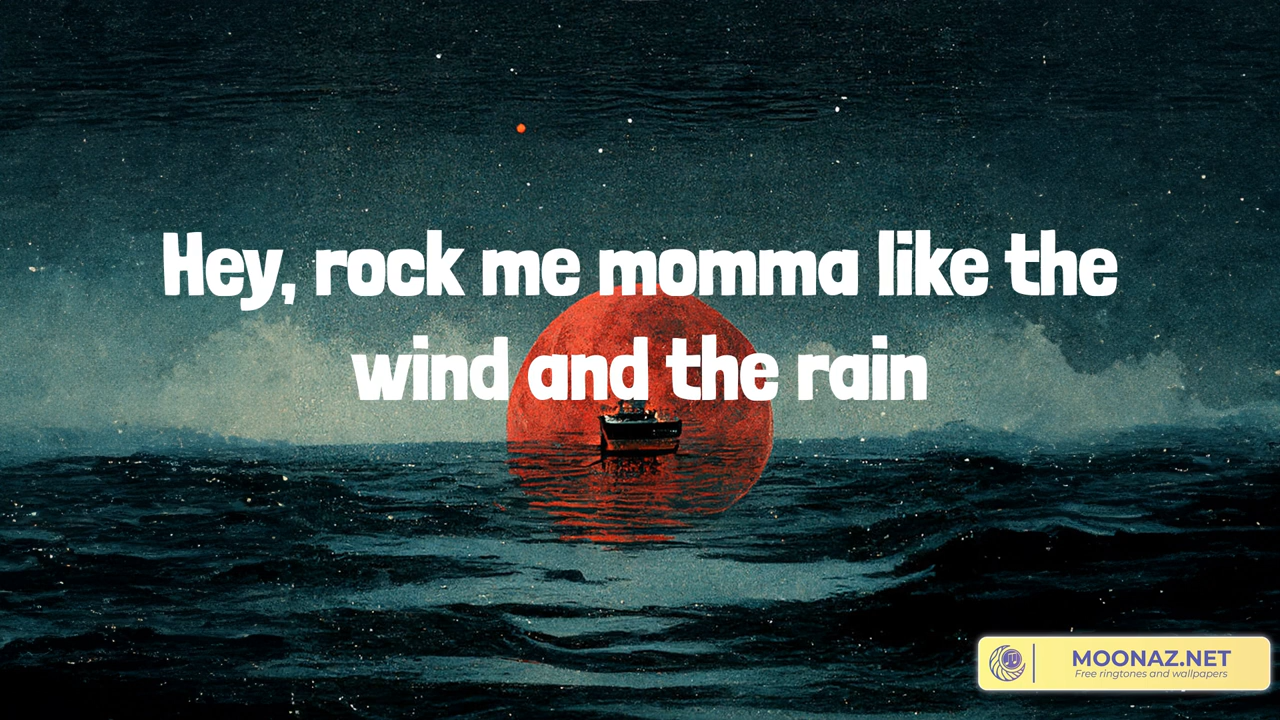 Hey, rock me momma like the
wind and the rain
MOONAZ.NET
Free ringtones and wallpapers